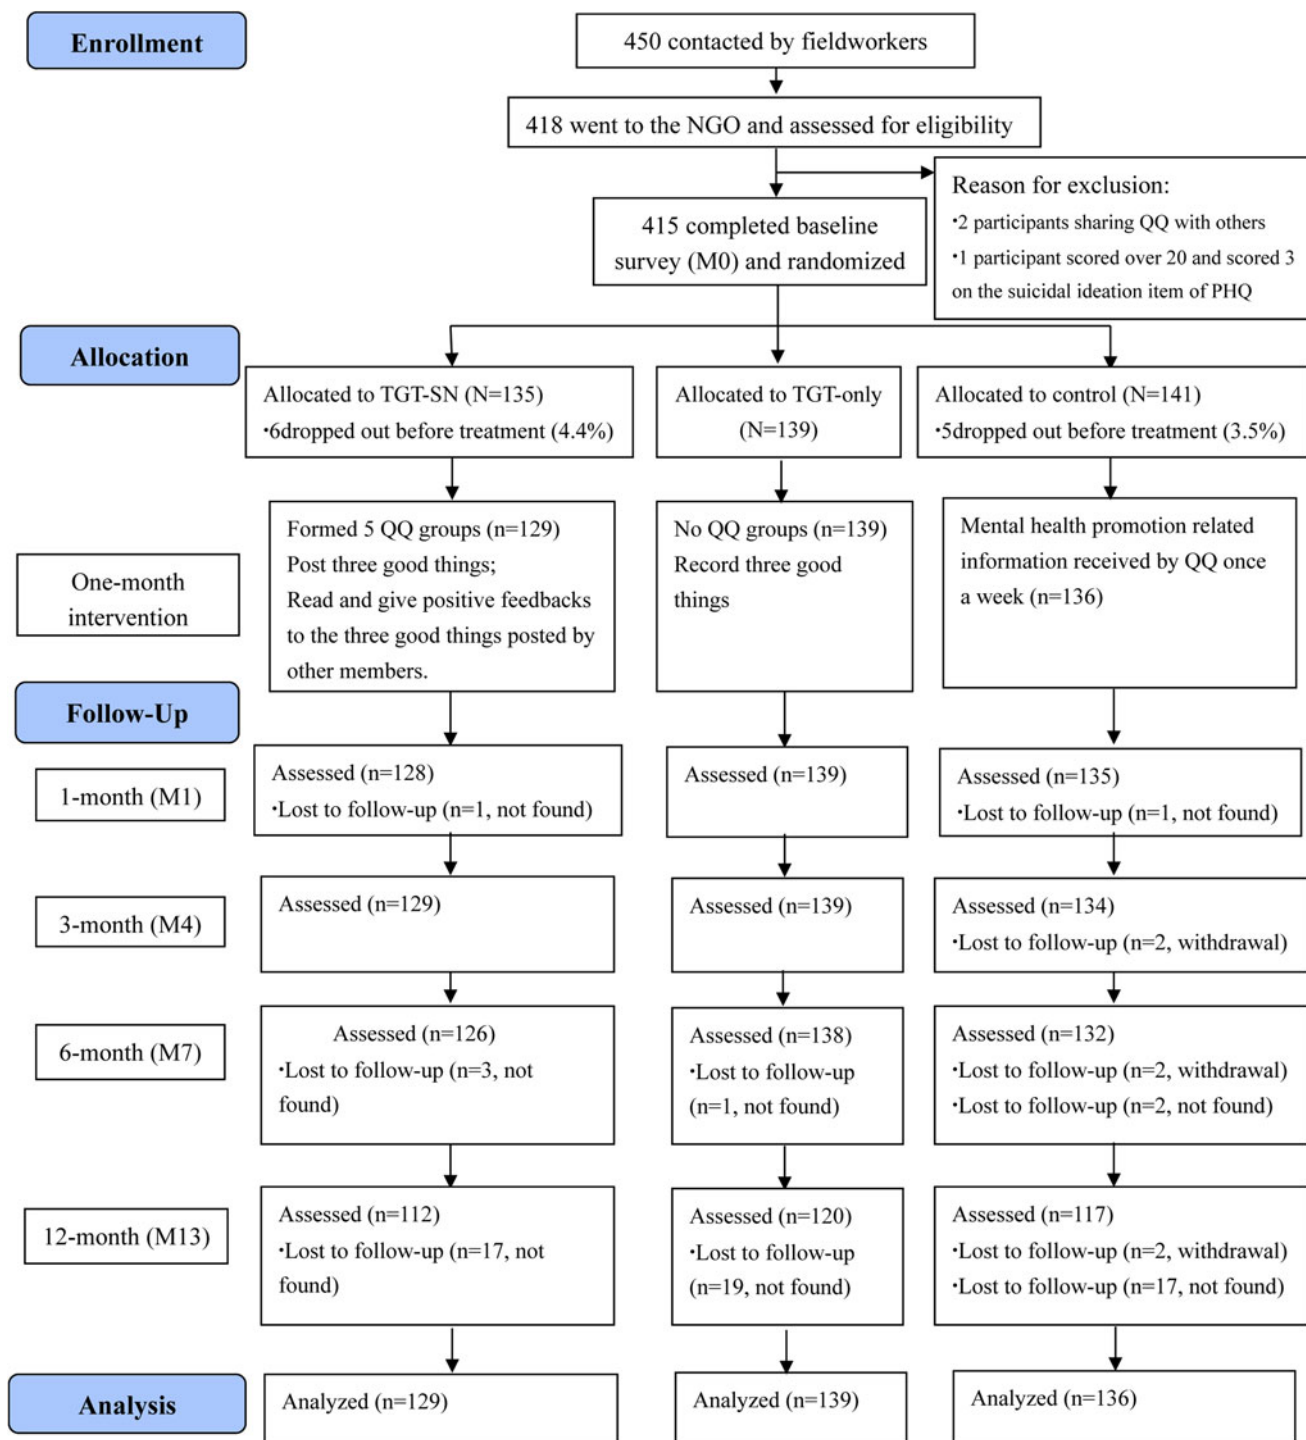 Enrollment
450 contacted by fieldworkers
418 went to the NGO and assessed for eligibility
Reason for exclusion:
·2 participants sharing QQ with others
·1 participant scored over 20 and scored 3
on the suicidal ideation item of PHQ
415 completed baseline
survey (M0) and randomized
Allocation
Allocated to TGT-SN (N=135)
·6dropped out before treatment (4.4%)
Allocated to TGT-only
(N=139)
Allocated to control (N=141)
·5dropped out before treatment (3.5%)
One-month
intervention
Formed 5 QQ groups (n=129)
Post three good things;
Read and give positive feedbacks
to the three good things posted by
other members.
No QQ groups (n=139)
Record three good
things
Mental health promotion related
information received by QQ once
a week (n=136)
Follow-Up
1-month (M1)
Assessed (n=128)
·Lost to follow-up (n=1, not found)
Assessed (n=139)
Assessed (n=135)
·Lost to follow-up (n=1, not found)
3-month (M4)
Assessed (n=129)
Assessed (n=139)
Assessed (n=134)
·Lost to follow-up (n=2, withdrawal)
6-month (M7)
Assessed (n=126)
·Lost to follow-up (n=3, not
found)
Assessed (n=138)
·Lost to follow-up
(n=1, not found)
Assessed (n=132)
·Lost to follow-up (n=2, withdrawal)
·Lost to follow-up (n=2, not found)
12-month (M13)
Assessed (n=112)
·Lost to follow-up (n=17, not
found)
Assessed (n=120)
·Lost to follow-up
(n=19, not found)
Assessed (n=117)
·Lost to follow-up (n=2, withdrawal)
·Lost to follow-up (n=17, not found)
Analysis
Analyzed (n=129)
Analyzed (n=139)
Analyzed (n=136)